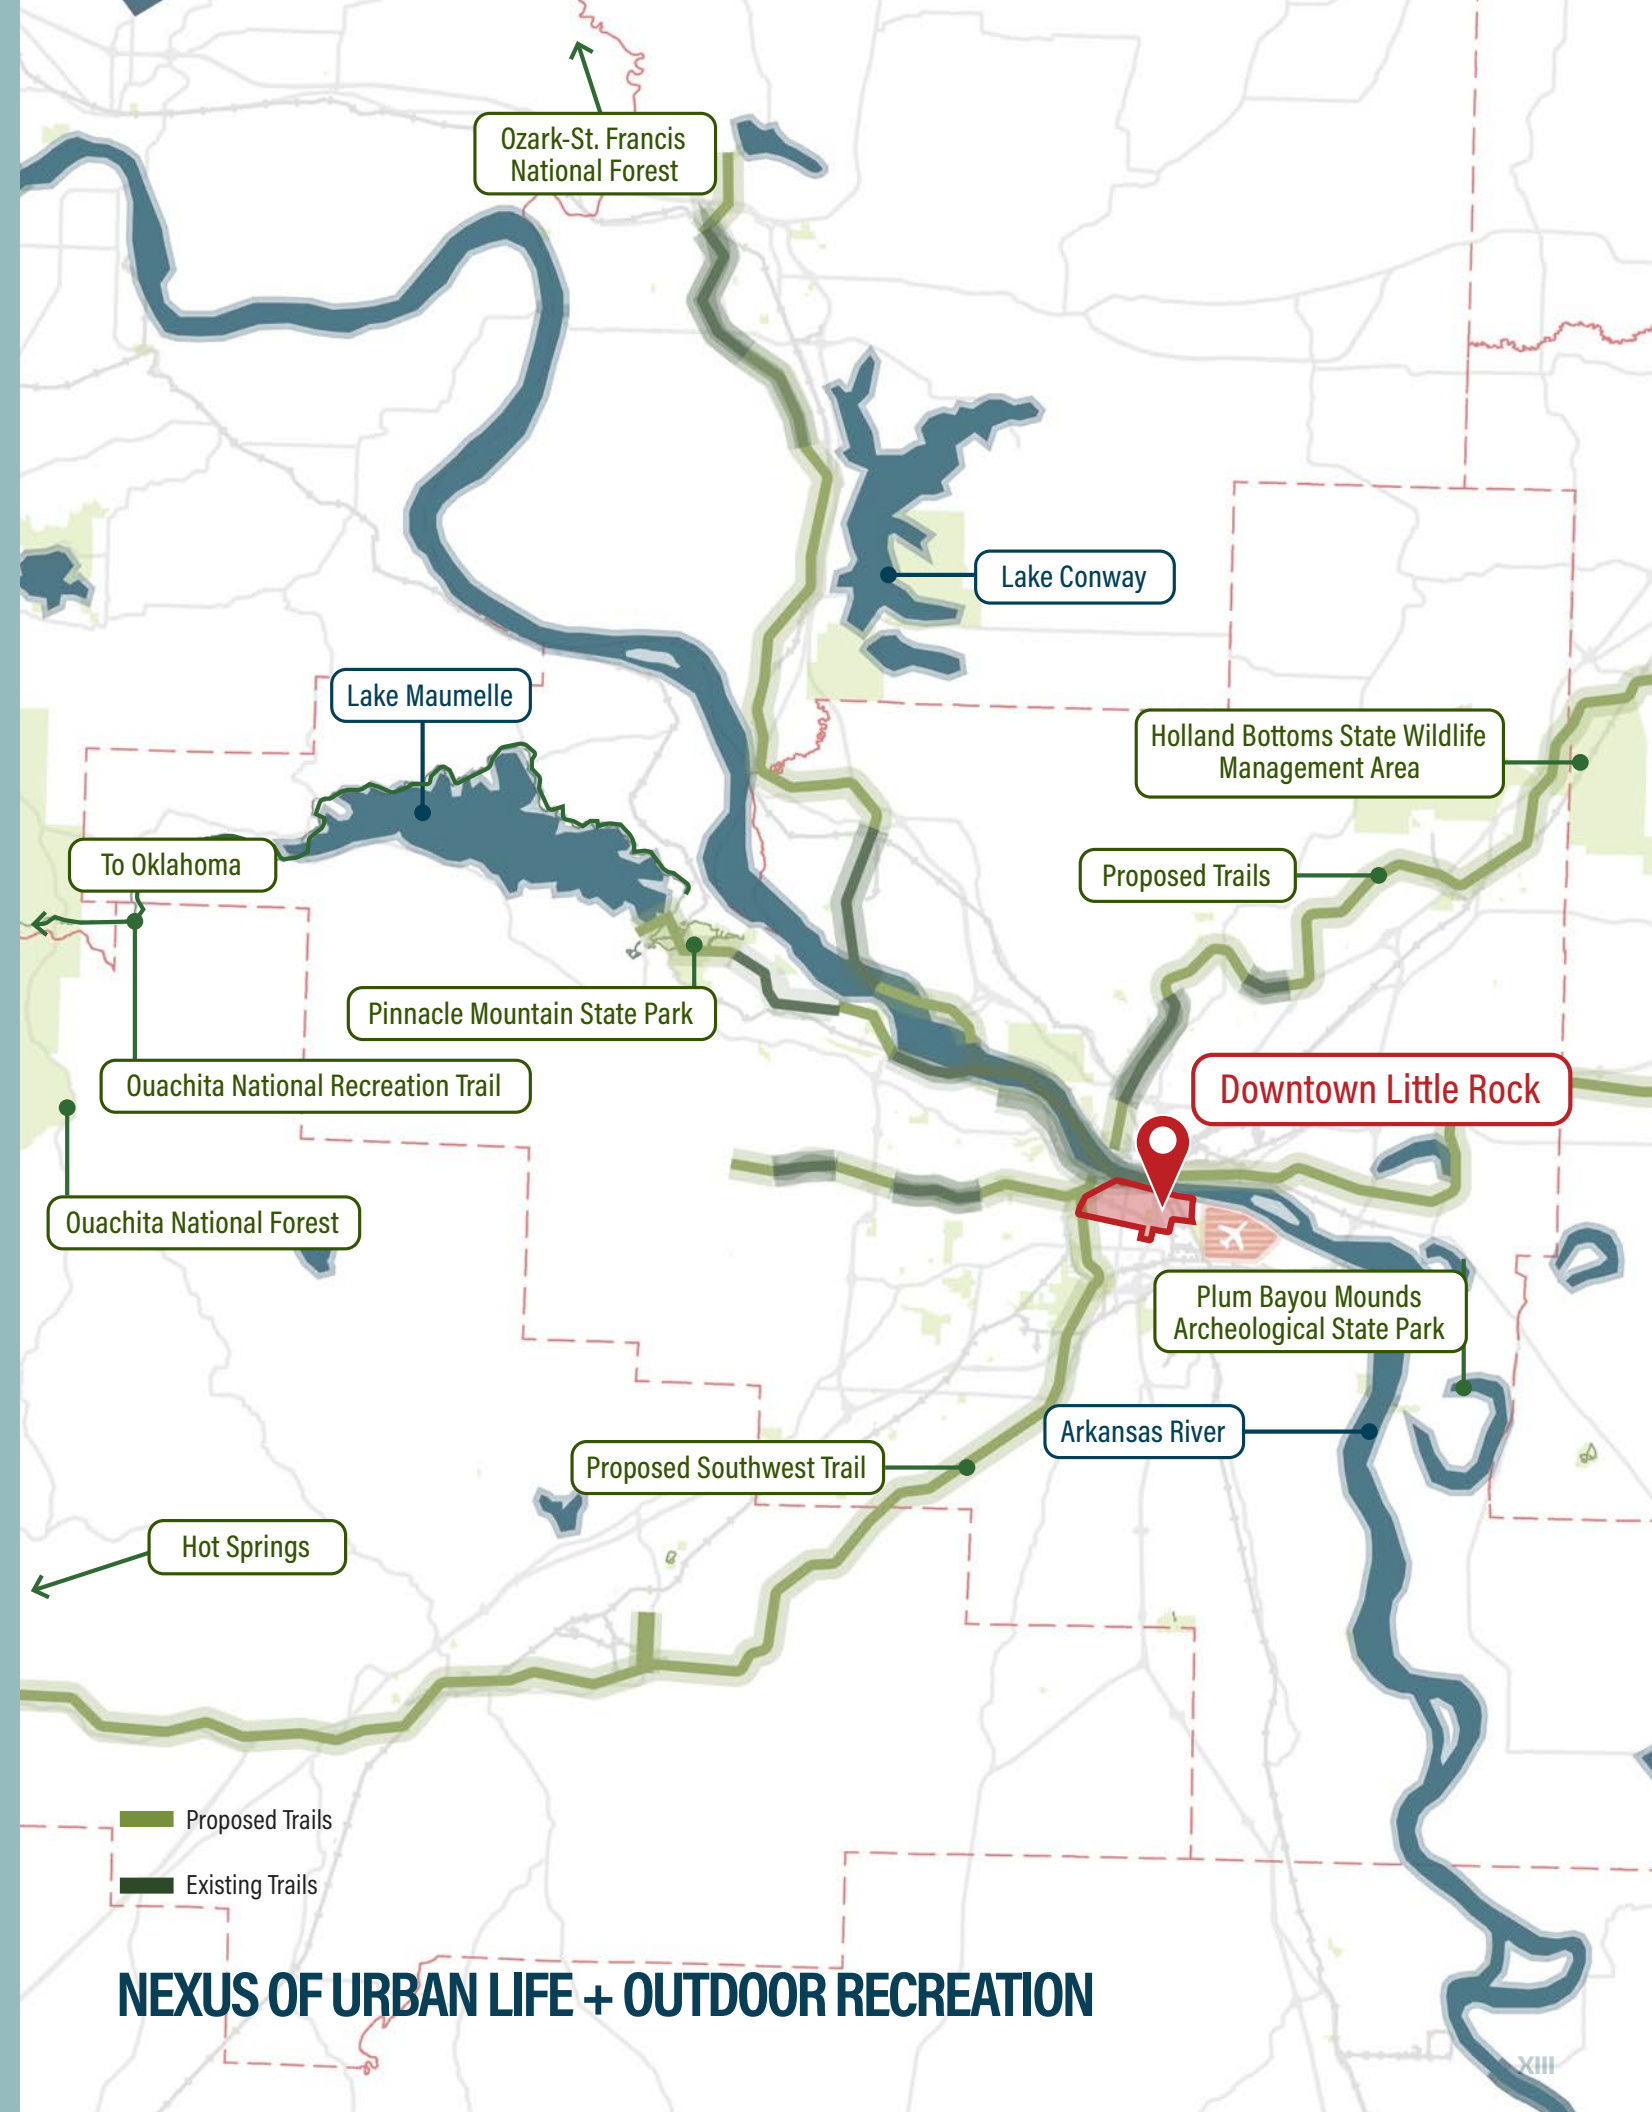 Ozark-St. Francis
National Forest
Lake Conway
Lake Maumelle
Holland Bottoms State Wildlife
Management Area
To Oklahoma
Proposed Trails
Pinnacle Mountain State Park
Ouachita National Recreation Trail
Downtown Little Rock
Ouachita National Forest
Plum Bayou Mounds
Archeological State Park
Arkansas River
Proposed Southwest Trail
Hot Springs
Proposed Trails
Existing Trails
NEXUS OF URBAN LIFE + OUTDOOR RECREATION
XIII